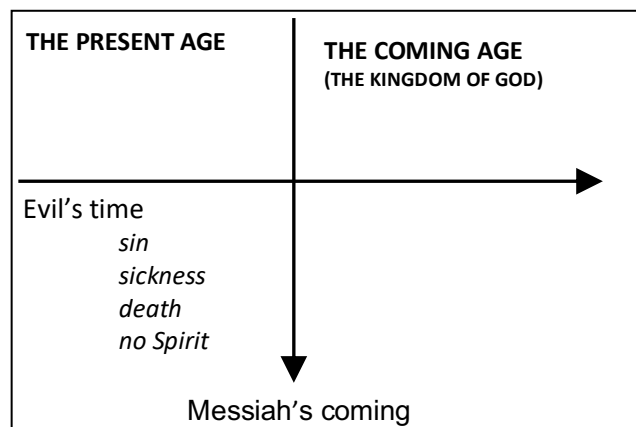 THE PRESENT AGE
THE COMING AGE
(THE KINGDOM OF GOD)
Evil’s time
sin
sickness
death
no Spirit
Messiah’s coming